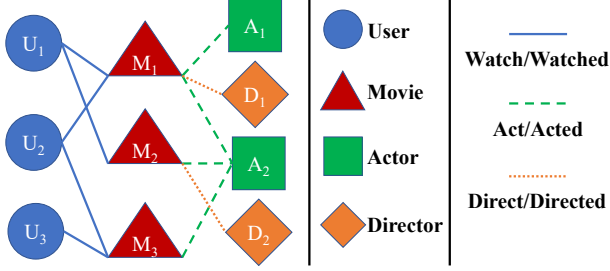 U1
M1
A1
D1
U2
M2
A2
U3
M3
D2
User
Movie
Actor
Director
Watch/Watched
Act/Acted
Direct/Directed